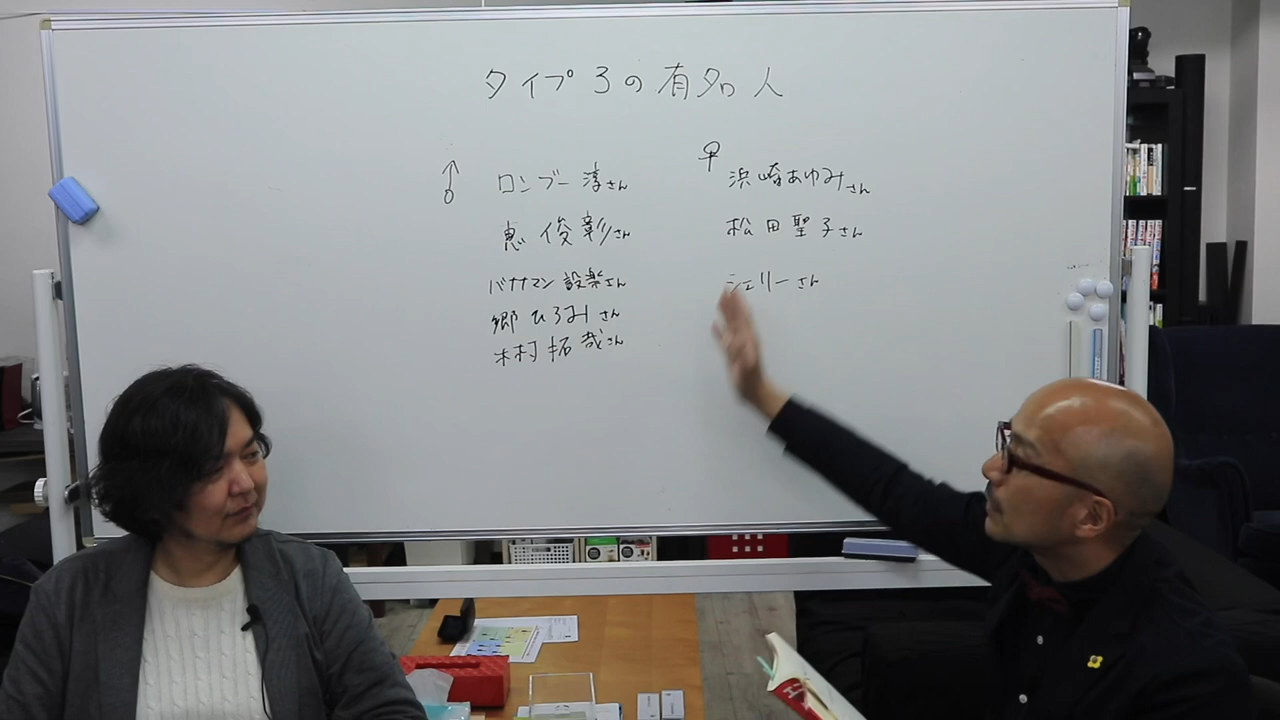 タイプ3の有名人
♂
ロンブー 淳さん
恵 俊彰さん
バナナマン 設楽さん
郷ひろみさん
木村拓哉さん
♀
浜崎あゆみさん
松田聖子さん
シェリーさん